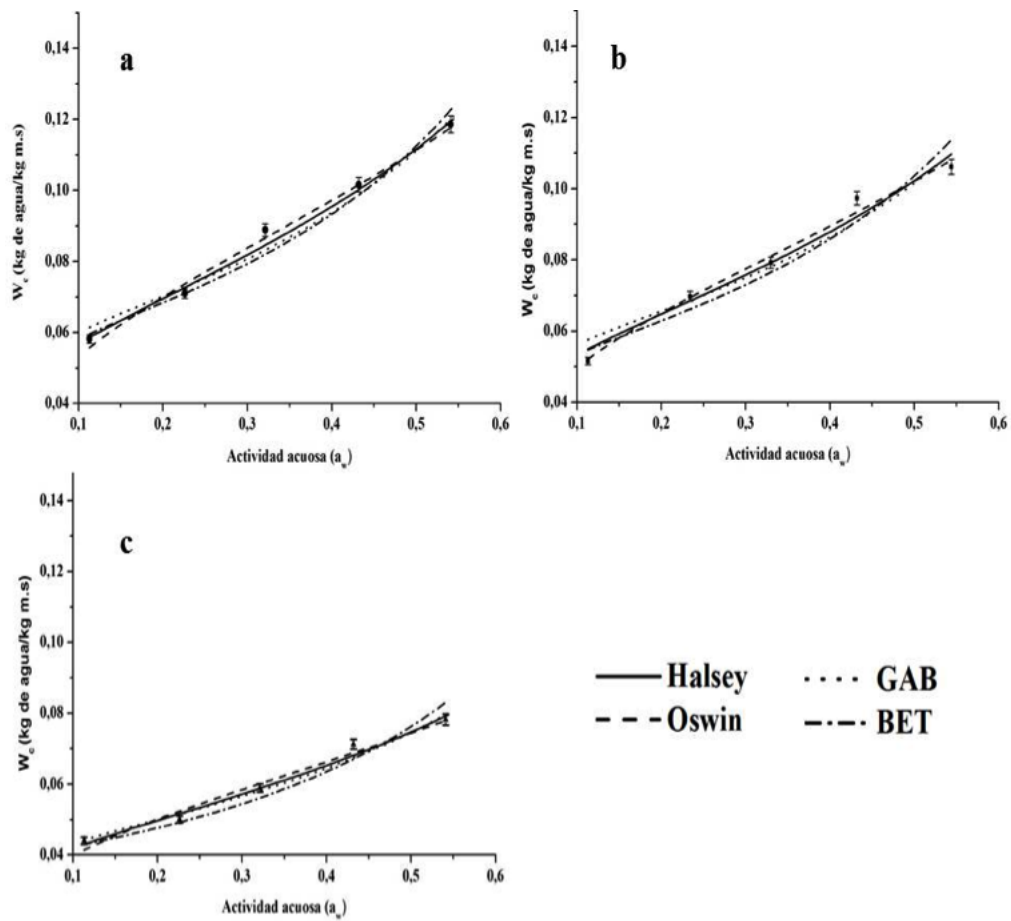 a
0,14
0,12
0,10
0,08
0,06
0,04
0,1 0,2 0,3 0,4 0,5 0,6
W_e (kg de agua/kg m.s)
Actividad acuosa (a_w)
b
0,14
0,12
0,10
0,08
0,06
0,04
0,1 0,2 0,3 0,4 0,5 0,6
W_e (kg de agua/kg m.s)
Actividad acuosa (a_w)
c
0,14
0,12
0,10
0,08
0,06
0,04
0,1 0,2 0,3 0,4 0,5 0,6
W_e (kg de agua/kg m.s)
Actividad acuosa (a_w)
Halsey GAB
Oswin BET